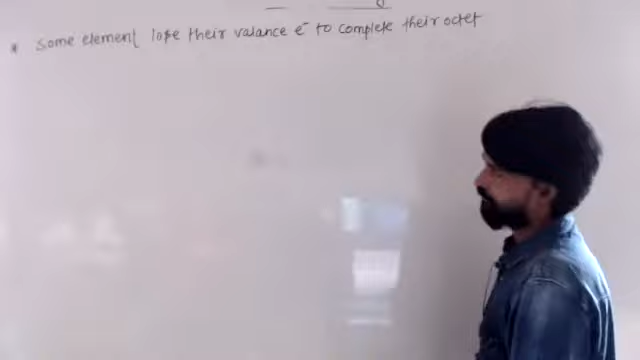 * some element lose their valance e⁻ to complete their octet